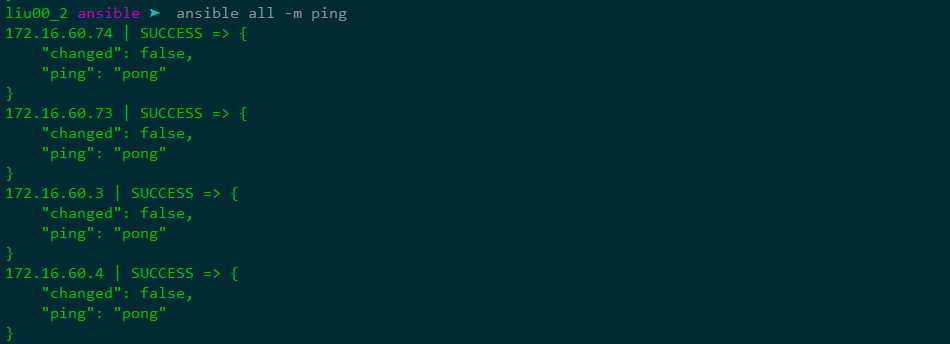 liu00_2 ansible ➤ ansible all -m ping
172.16.60.74 | SUCCESS => {
    "changed": false,
    "ping": "pong"
}
172.16.60.73 | SUCCESS => {
    "changed": false,
    "ping": "pong"
}
172.16.60.3 | SUCCESS => {
    "changed": false,
    "ping": "pong"
}
172.16.60.4 | SUCCESS => {
    "changed": false,
    "ping": "pong"
}